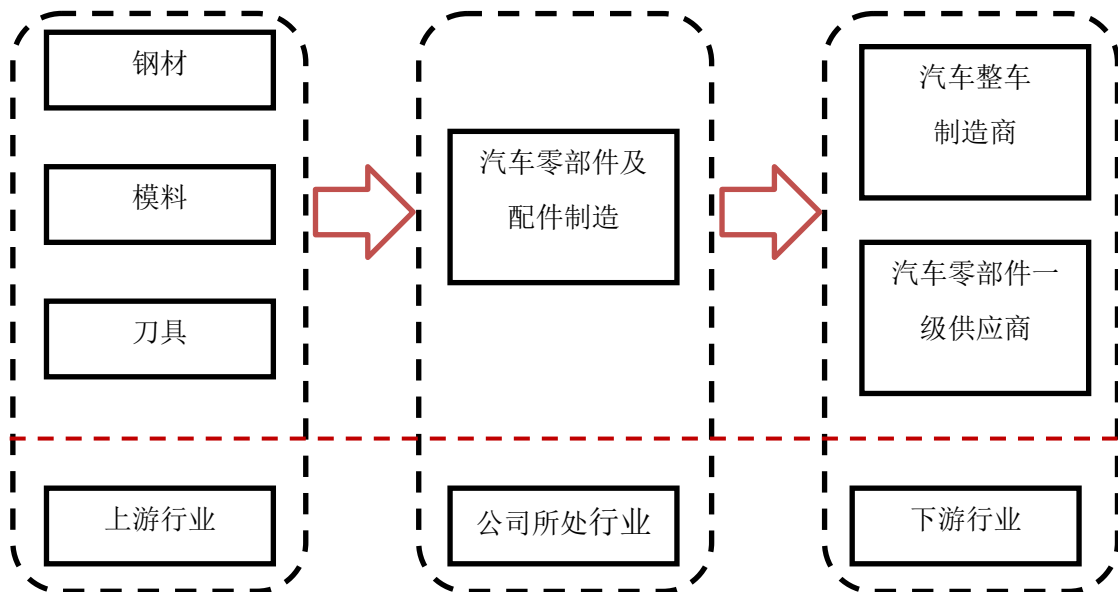 钢材
模料
刀具
上游行业
汽车零部件及
配件制造
公司所处行业
汽车整车
制造商
汽车零部件一
级供应商
下游行业